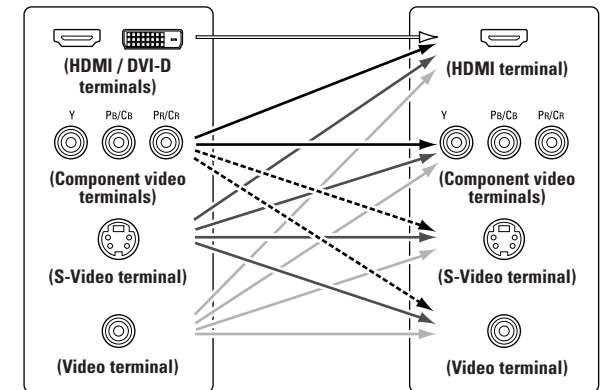 (HDMI / DVI-D
terminals)
Y PB/CB PR/CR
(Component video
terminals)
(S-Video terminal)
(Video terminal)
(HDMI terminal)
Y PB/CB PR/CR
(Component video
terminals)
(S-Video terminal)
(Video terminal)